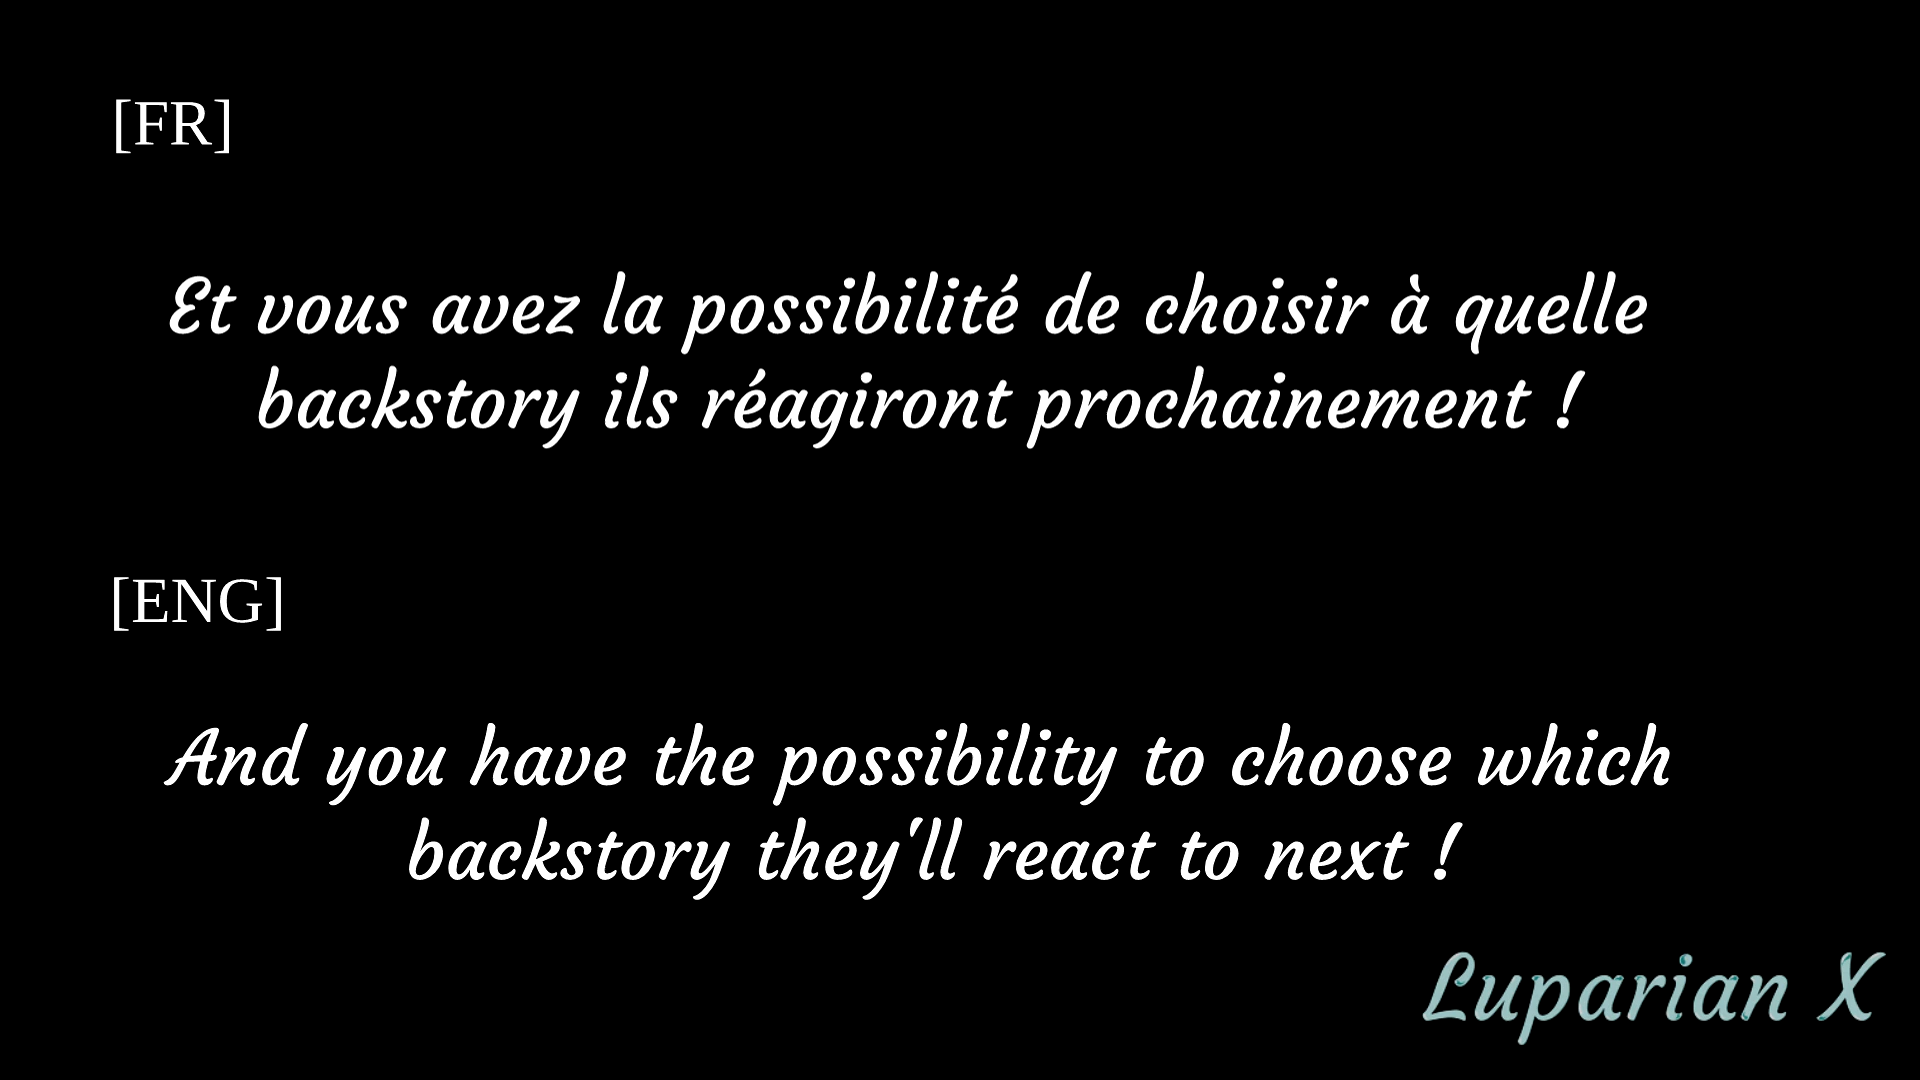 [FR]
Et vous avez la possibilité de choisir à quelle
backstory ils réagiront prochainement !
[ENG]
And you have the possibility to choose which
backstory they'll react to next !
Luparian X